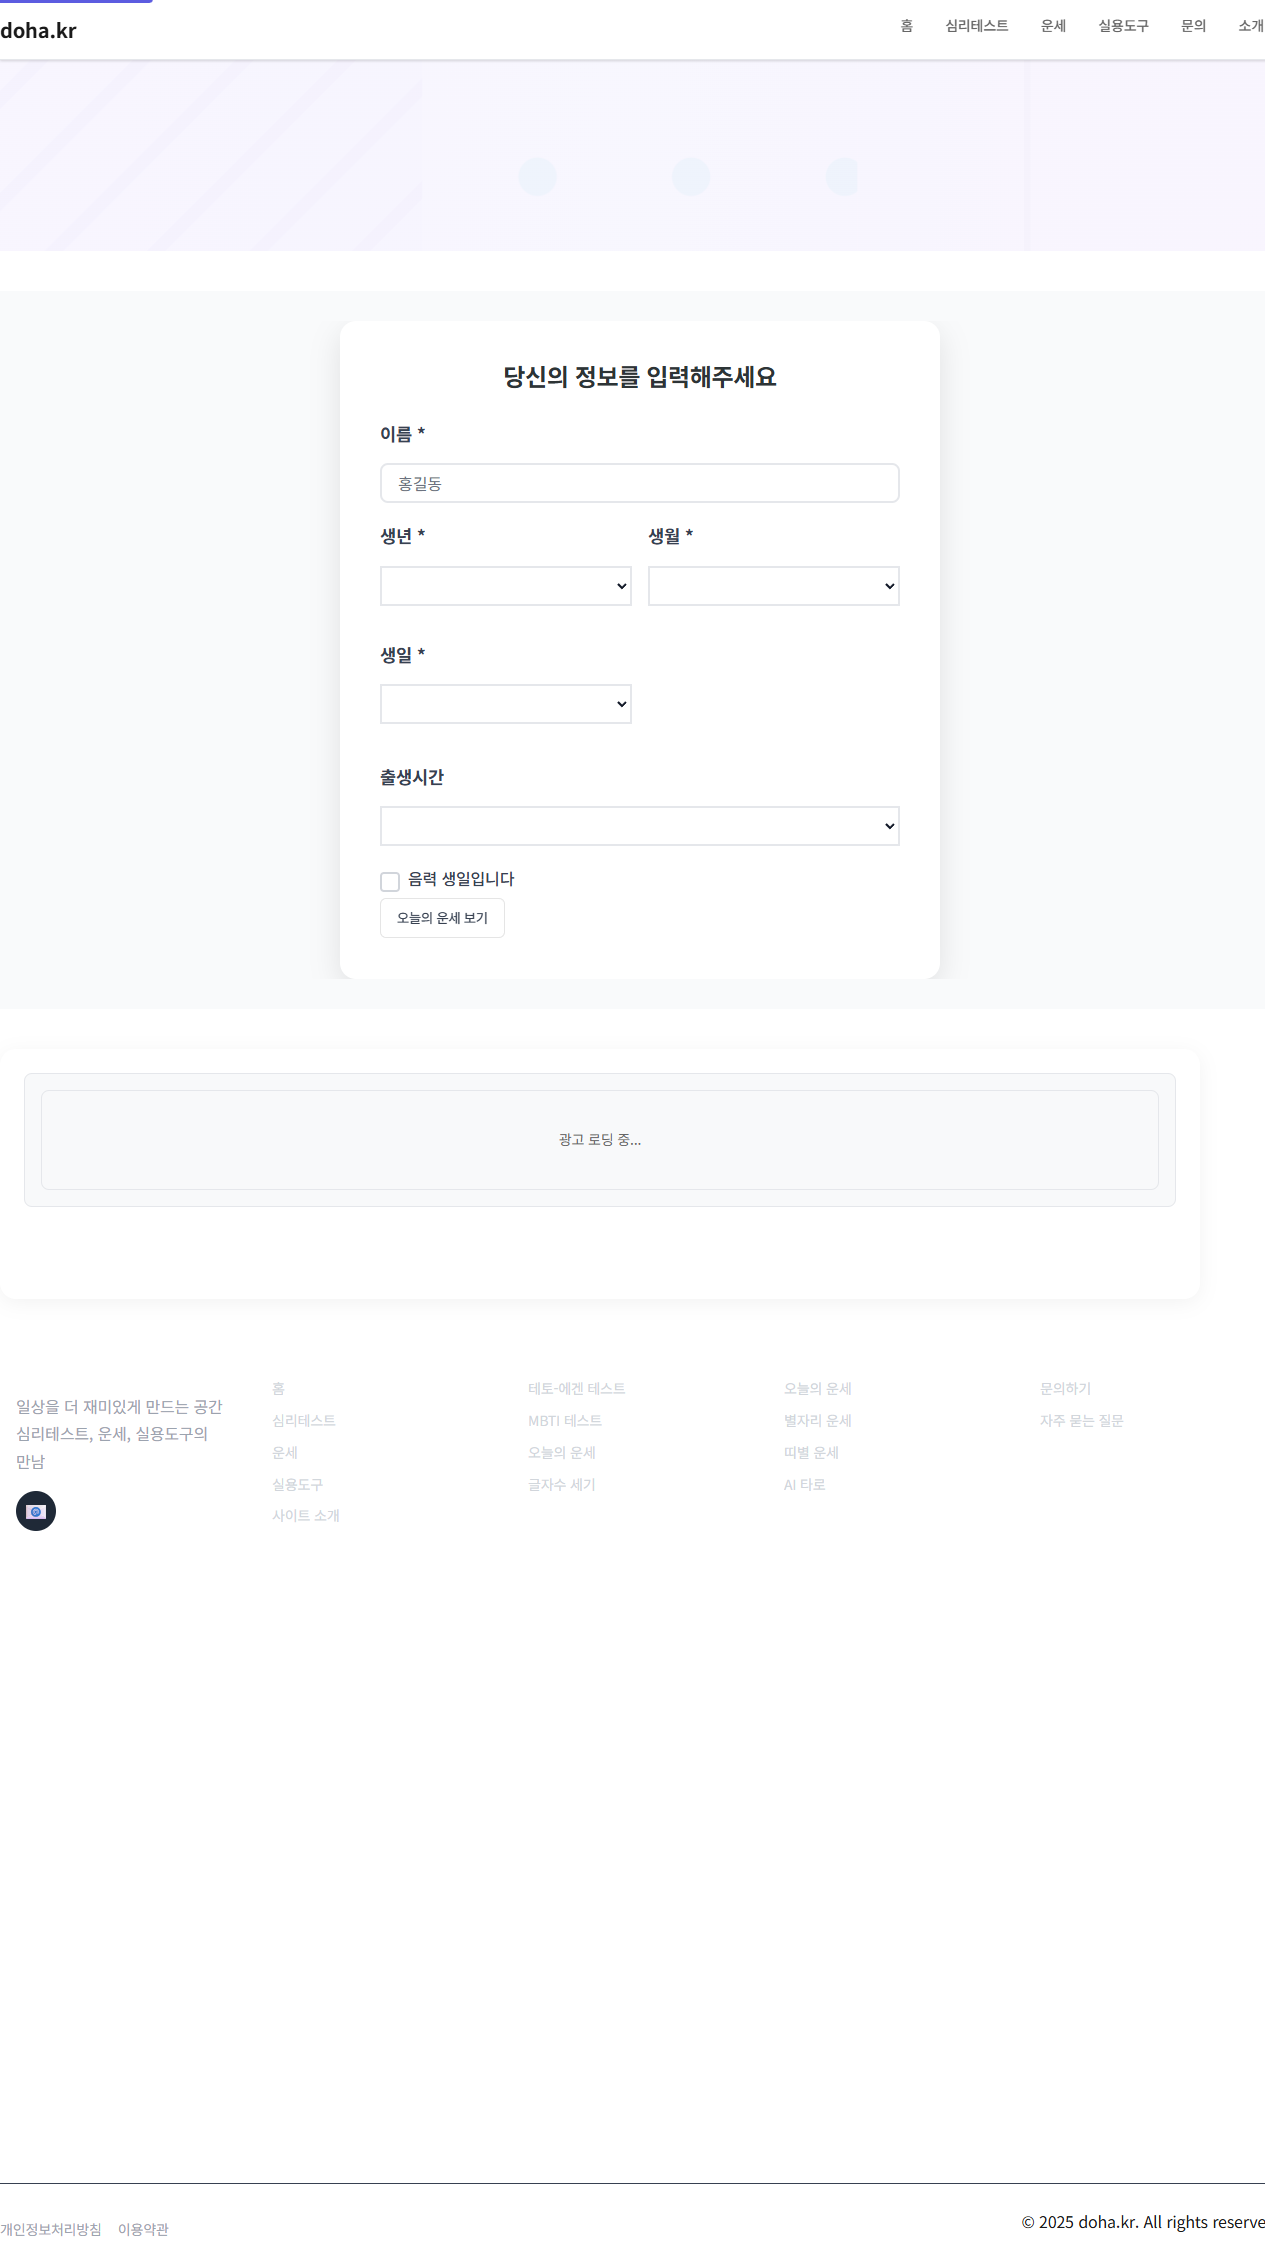 doha.kr
홈 심리테스트 운세 실용도구 문의 소개
당신의 정보를 입력해주세요
이름 *
홍길동
생년 * 생월 *
생일 *
출생시간
음력 생일입니다
오늘의 운세 보기
광고 로딩 중...
일상을 더 재미있게 만드는 공간
심리테스트, 운세, 실용도구의
만남
홈
심리테스트
운세
실용도구
사이트 소개
테토-에겐 테스트
MBTI 테스트
오늘의 운세
글자수 세기
오늘의 운세
별자리 운세
띠별 운세
AI 타로
문의하기
자주 묻는 질문
개인정보처리방침 이용약관
© 2025 doha.kr. All rights reserve